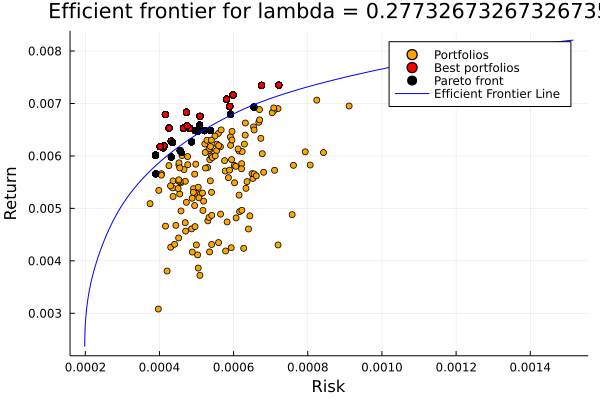 Efficient frontier for lambda = 0.2773267326732673
Portfolios
Best portfolios
Pareto front
Efficient Frontier Line
0.008
0.007
0.006
0.005
0.004
0.003
Return
0.0002 0.0004 0.0006 0.0008 0.0010 0.0012 0.0014
Risk